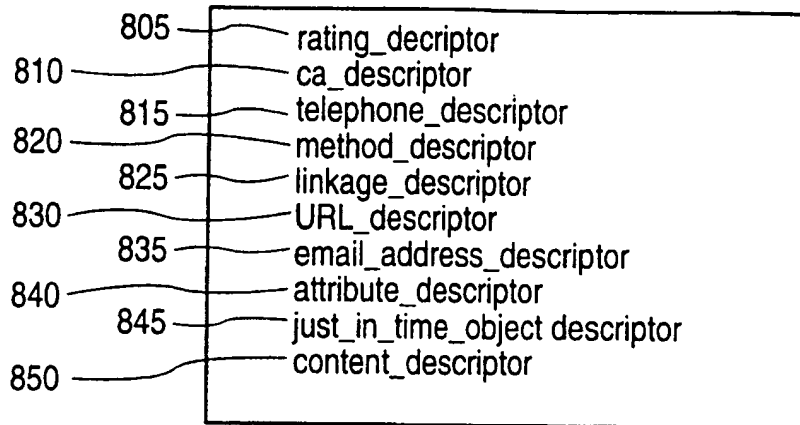 805 rating_decriptor
810 ca_descriptor
815 telephone_descriptor
820 method_descriptor
825 linkage_descriptor
830 URL_descriptor
835 email_address_descriptor
840 attribute_descriptor
845 just_in_time_object descriptor
850 content_descriptor